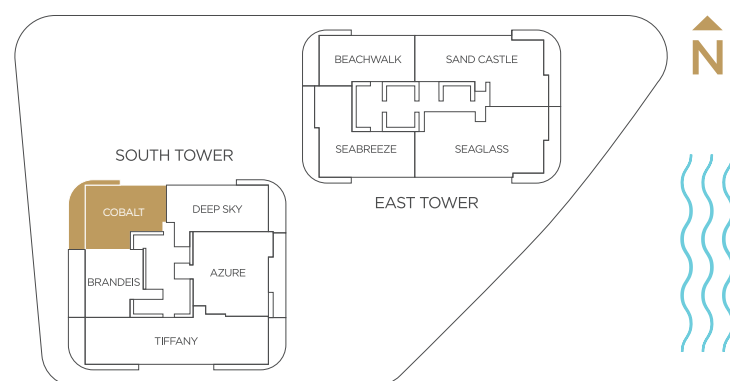 N
BEACHWALK
SAND CASTLE
SEABREEZE
SEAGLASS
EAST TOWER
SOUTH TOWER
COBALT
DEEP SKY
BRANDEIS
AZURE
TIFFANY